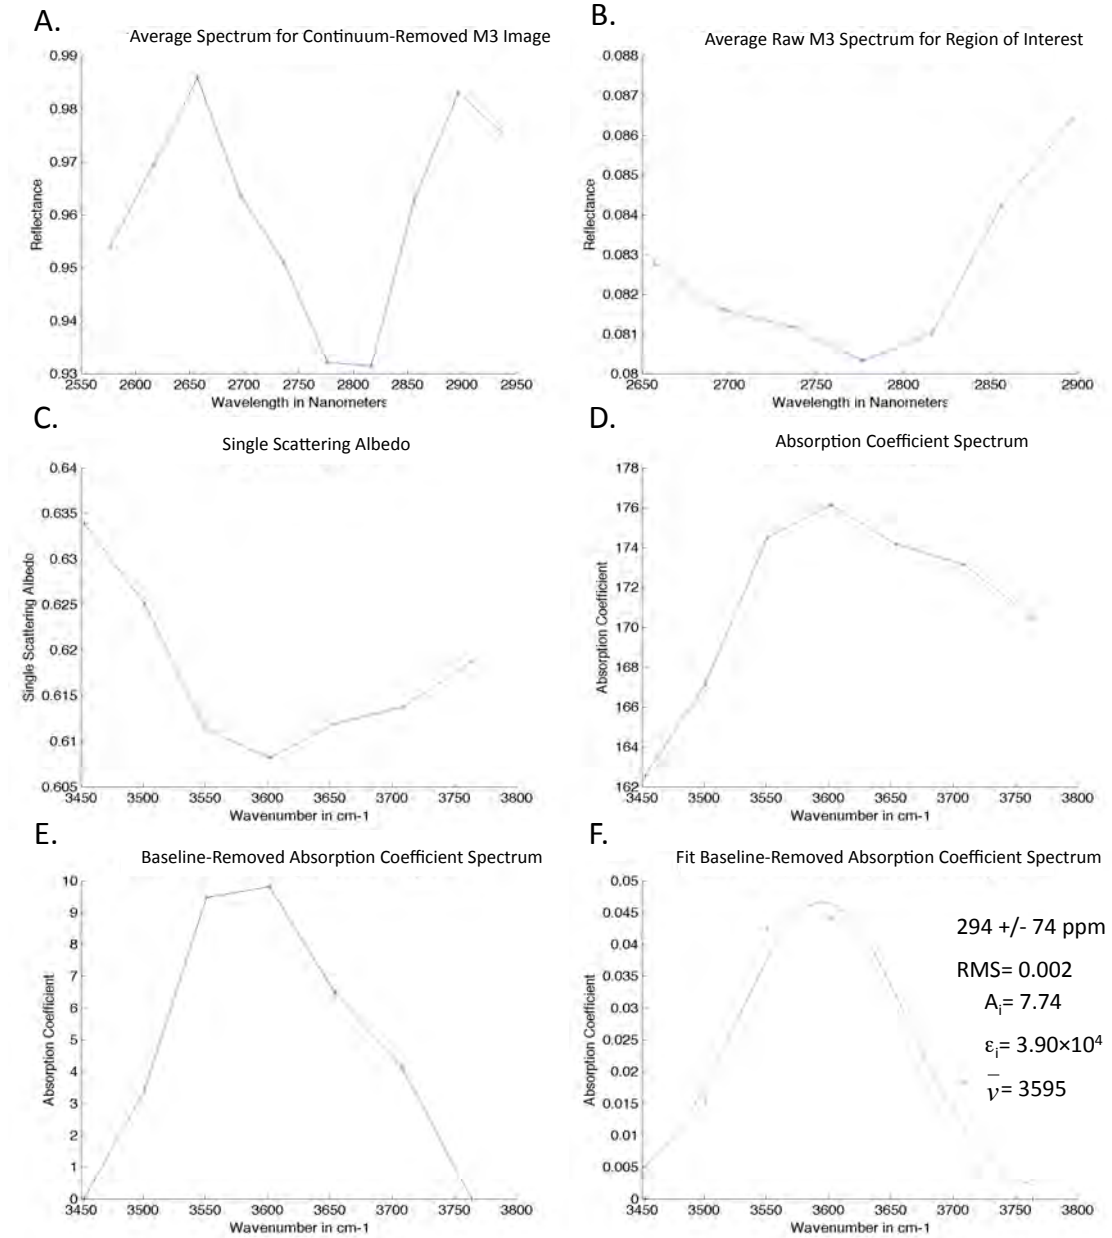 A.
Average Spectrum for Continuum-Removed M3 Image
0.99
0.98
0.97
0.96
0.95
0.94
0.93
Reflectance
2550 2600 2650 2700 2750 2800 2850 2900 2950
Wavelength in Nanometers
B.
Average Raw M3 Spectrum for Region of Interest
0.088
0.087
0.086
0.085
0.084
0.083
0.082
0.081
0.08
Reflectance
2650 2700 2750 2800 2850 2900
Wavelength in Nanometers
C.
Single Scattering Albedo
0.64
0.635
0.63
0.625
0.62
0.615
0.61
0.605
Single Scattering Albedo
3450 3500 3550 3600 3650 3700 3750 3800
Wavenumber in cm-1
D.
Absorption Coefficient Spectrum
178
176
174
172
170
168
166
164
162
Absorption Coefficient
3450 3500 3550 3600 3650 3700 3750 3800
Wavenumber in cm-1
E.
Baseline-Removed Absorption Coefficient Spectrum
10
9
8
7
6
5
4
3
2
1
0
Absorption Coefficient
3450 3500 3550 3600 3650 3700 3750 3800
Wavenumber in cm-1
F.
Fit Baseline-Removed Absorption Coefficient Spectrum
0.05
0.045
0.04
0.035
0.03
0.025
0.02
0.015
0.01
0.005
0
Absorption Coefficient
3450 3500 3550 3600 3650 3700 3750 3800
Wavenumber in cm-1
294 +/- 74 ppm
RMS= 0.002
Aᵢ= 7.74
εᵢ= 3.90×10⁴
v̅= 3595